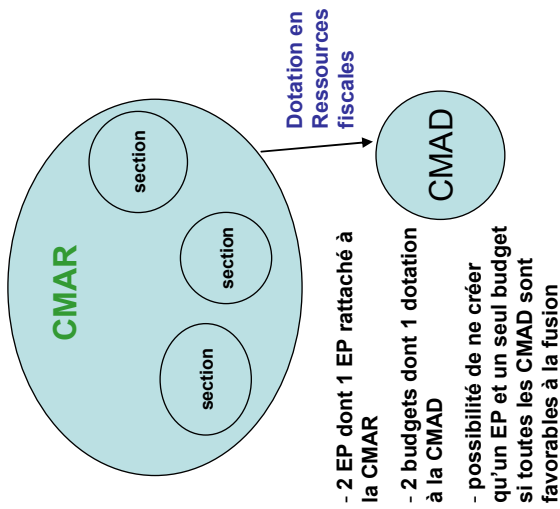 CMAR
section
section
section
Dotation en
Ressources
fiscales
CMAD
- 2 EP dont 1 EP rattaché à
la CMAR
- 2 budgets dont 1 dotation
à la CMAD
- possibilité de ne créer
qu'un EP et un seul budget
si toutes les CMAD sont
favorables à la fusion